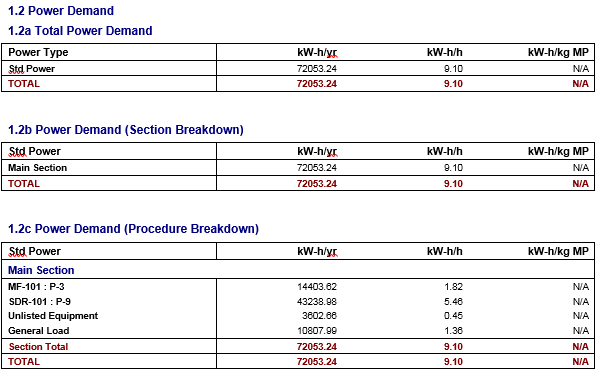 1.2 Power Demand
1.2a Total Power Demand
Power Type kW-h/yr kW-h/h kW-h/kg MP
Std Power 72053.24 9.10 N/A
TOTAL 72053.24 9.10 N/A
1.2b Power Demand (Section Breakdown)
Std Power kW-h/yr kW-h/h kW-h/kg MP
Main Section 72053.24 9.10 N/A
TOTAL 72053.24 9.10 N/A
1.2c Power Demand (Procedure Breakdown)
Std Power kW-h/yr kW-h/h kW-h/kg MP
Main Section
MF-101 : P-3 14403.62 1.82 N/A
SDR-101 : P-9 43238.98 5.46 N/A
Unlisted Equipment 3602.66 0.45 N/A
General Load 10807.99 1.36 N/A
Section Total 72053.24 9.10 N/A
TOTAL 72053.24 9.10 N/A